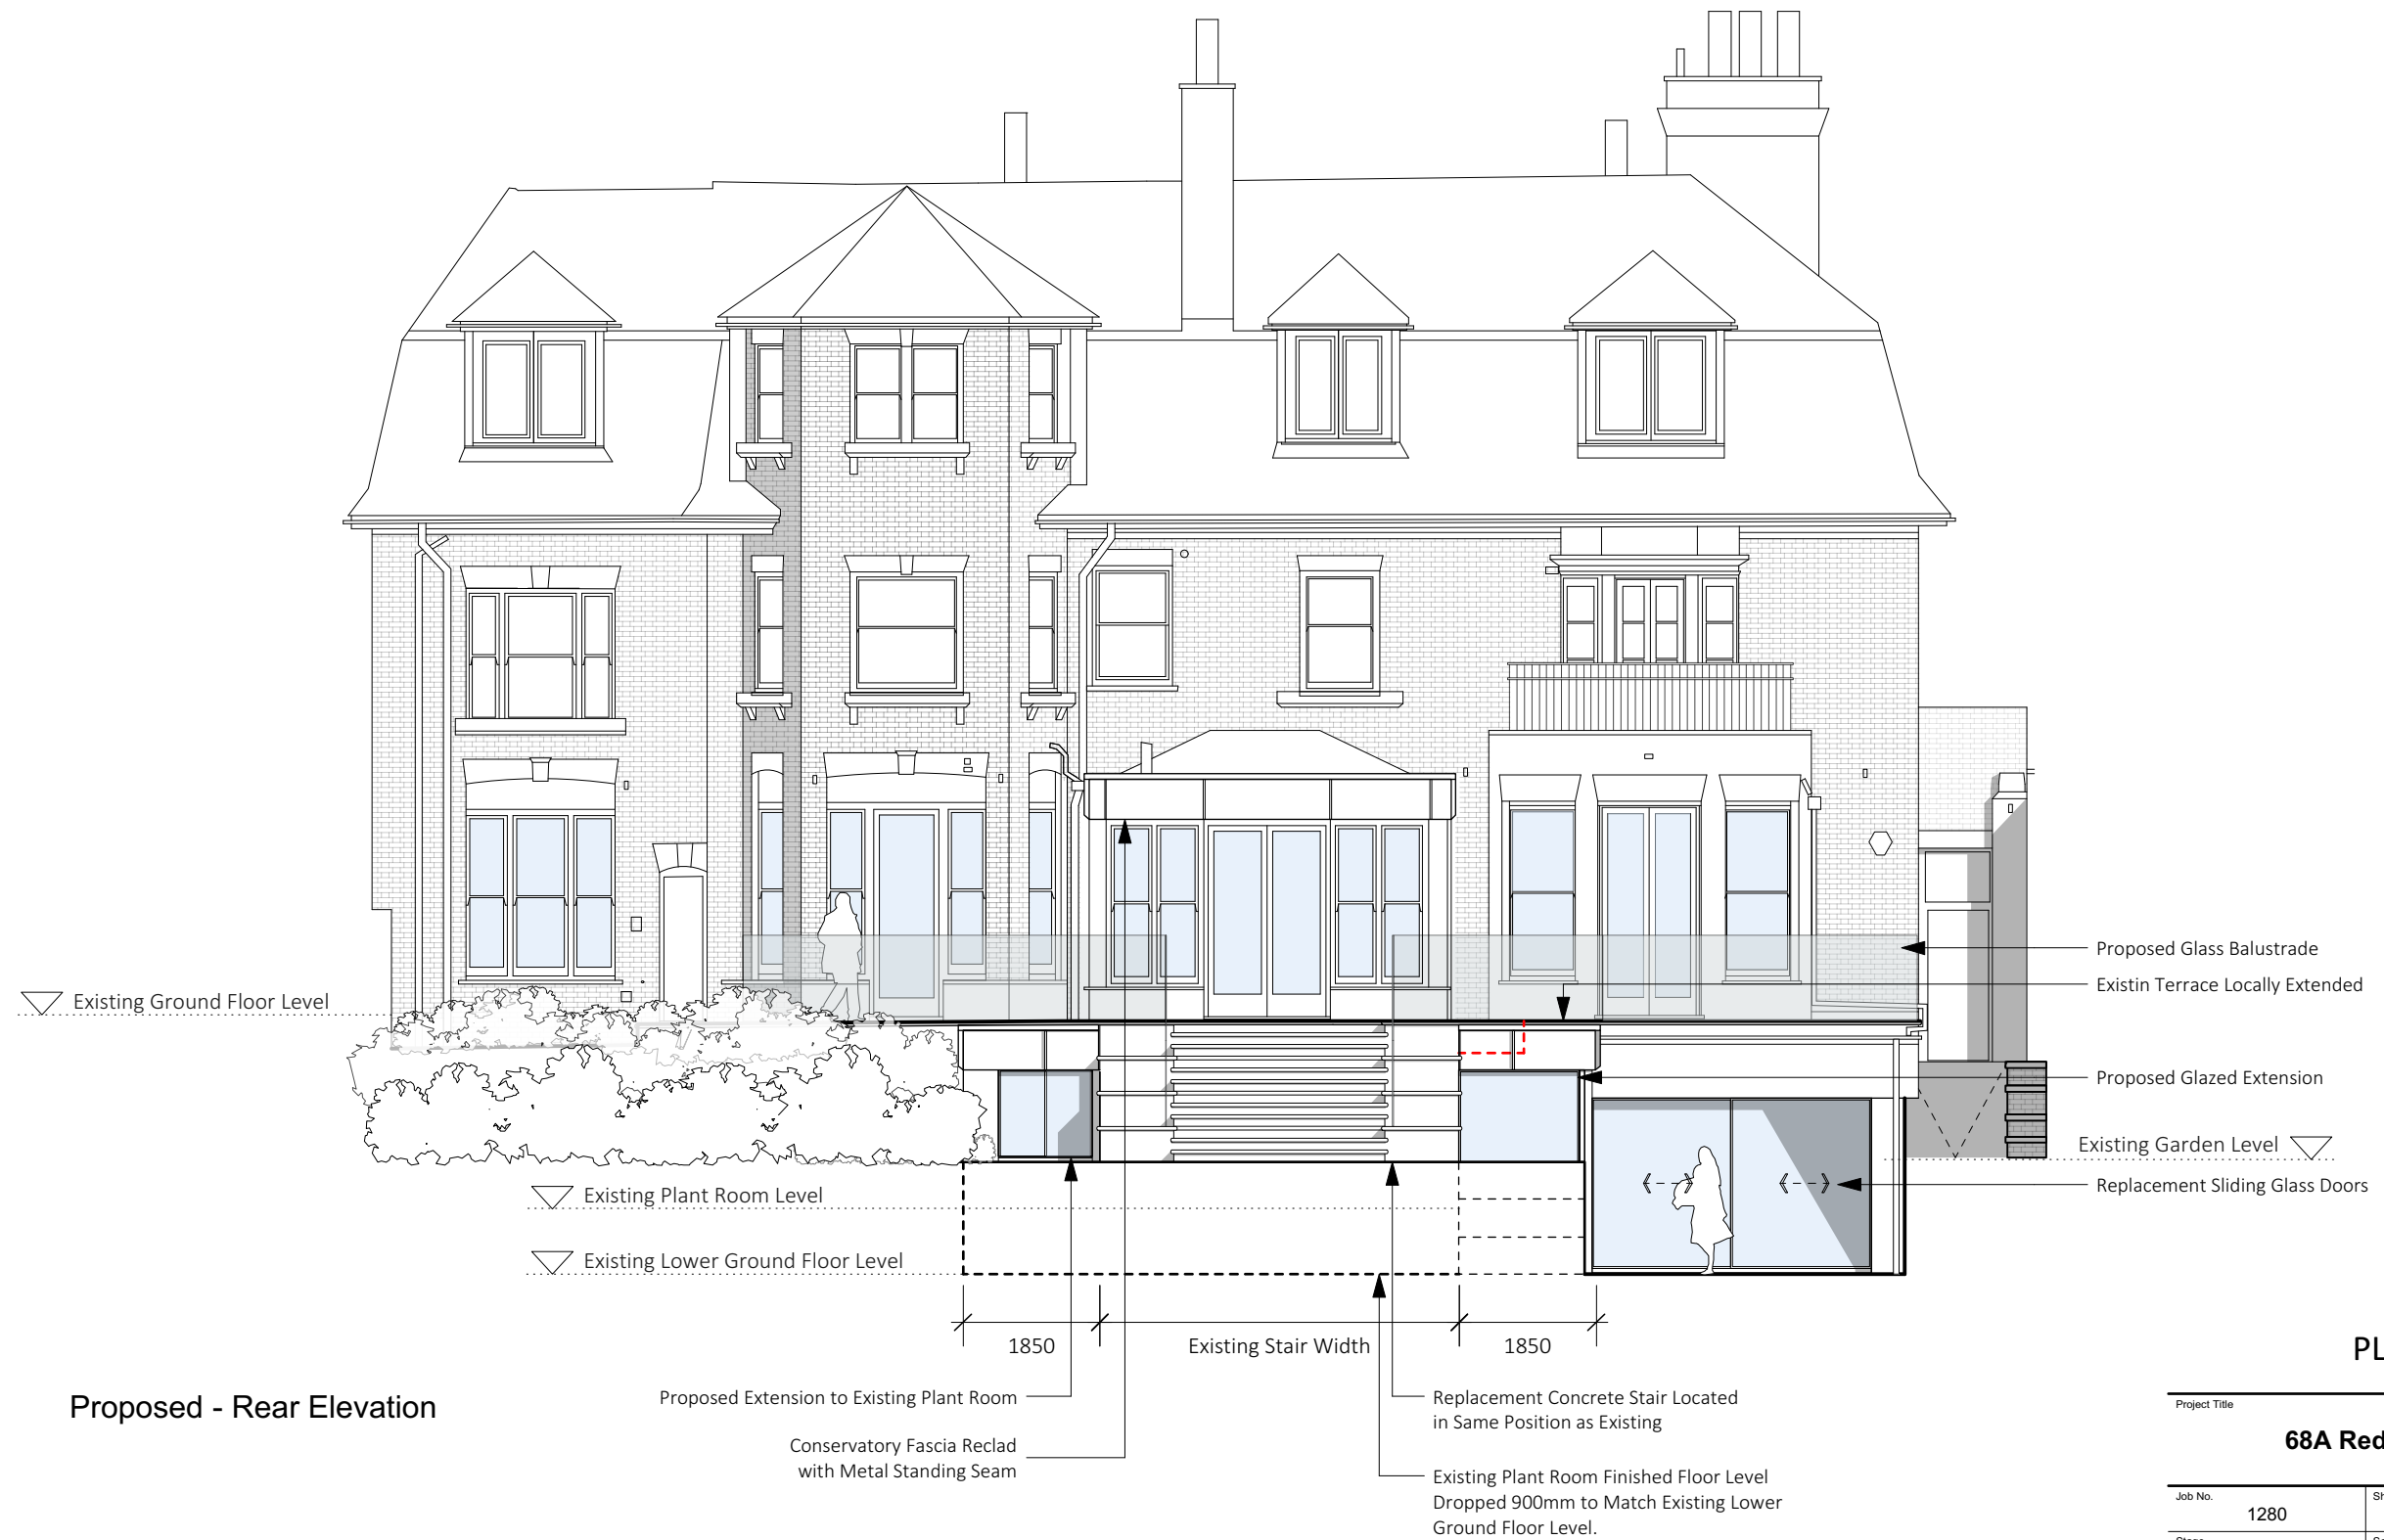 Existing Ground Floor Level
Proposed Glass Balustrade
Existin Terrace Locally Extended
Proposed Glazed Extension
Existing Garden Level
Replacement Sliding Glass Doors
Existing Plant Room Level
Existing Lower Ground Floor Level
1850
Existing Stair Width
1850
Proposed - Rear Elevation
Proposed Extension to Existing Plant Room
Conservatory Fascia Reclad
with Metal Standing Seam
Replacement Concrete Stair Located
in Same Position as Existing
Existing Plant Room Finished Floor Level
Dropped 900mm to Match Existing Lower
Ground Floor Level.
PL
Project Title
68A Red
Job No.
1280